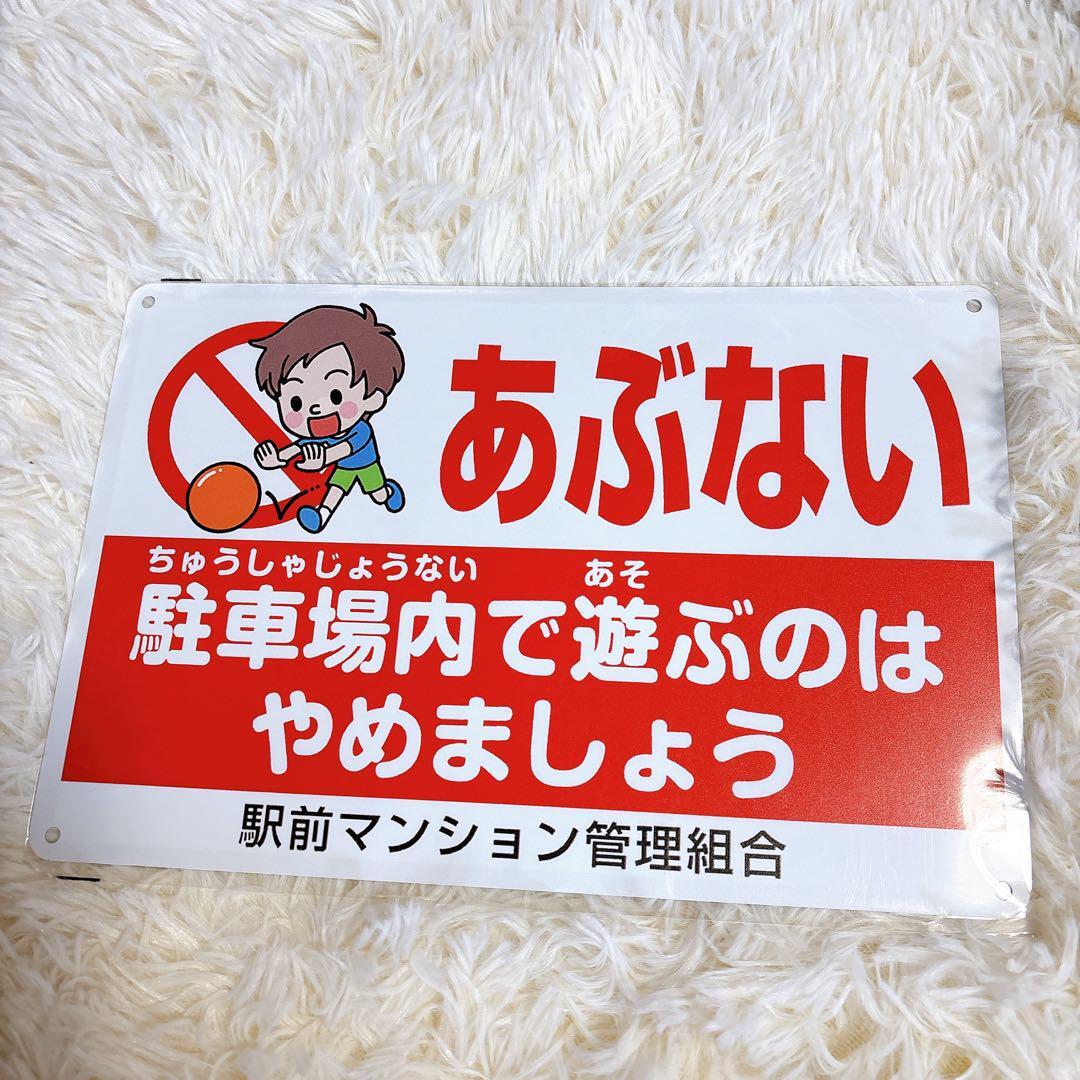 あぶない
ちゅうしゃじょうない あそ
駐車場内で遊ぶのは
やめましょう
駅前マンション管理組合